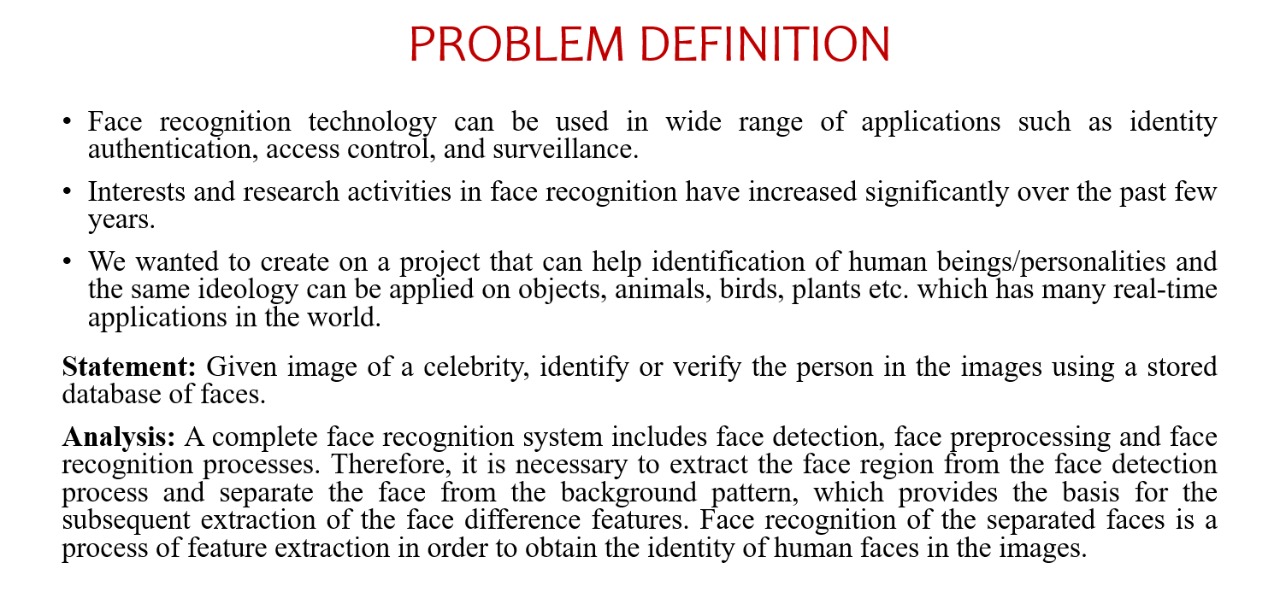 PROBLEM DEFINITION
• Face recognition technology can be used in wide range of applications such as identity
authentication, access control, and surveillance.
• Interests and research activities in face recognition have increased significantly over the past few
years.
• We wanted to create on a project that can help identification of human beings/personalities and
the same ideology can be applied on objects, animals, birds, plants etc. which has many real-time
applications in the world.
Statement: Given image of a celebrity, identify or verify the person in the images using a stored
database of faces.
Analysis: A complete face recognition system includes face detection, face preprocessing and face
recognition processes. Therefore, it is necessary to extract the face region from the face detection
process and separate the face from the background pattern, which provides the basis for the
subsequent extraction of the face difference features. Face recognition of the separated faces is a
process of feature extraction in order to obtain the identity of human faces in the images.